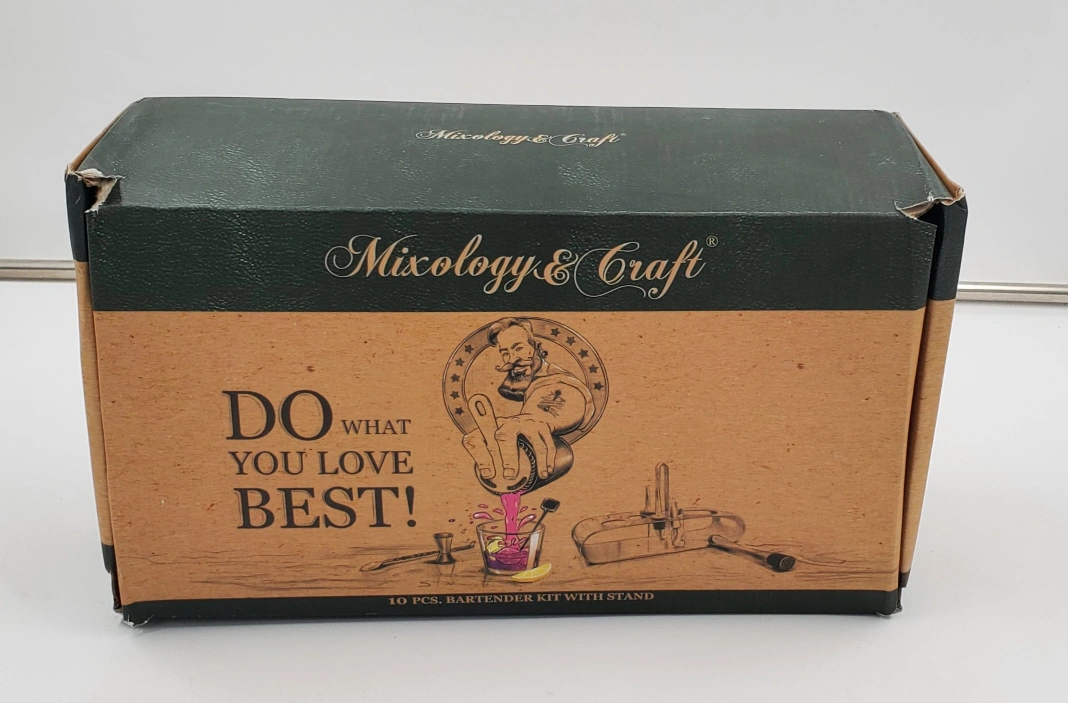 Mixology & Craft®
Mixology & Craft®
DO WHAT
YOU LOVE
BEST!
10 PCS. BARTENDER KIT WITH STAND